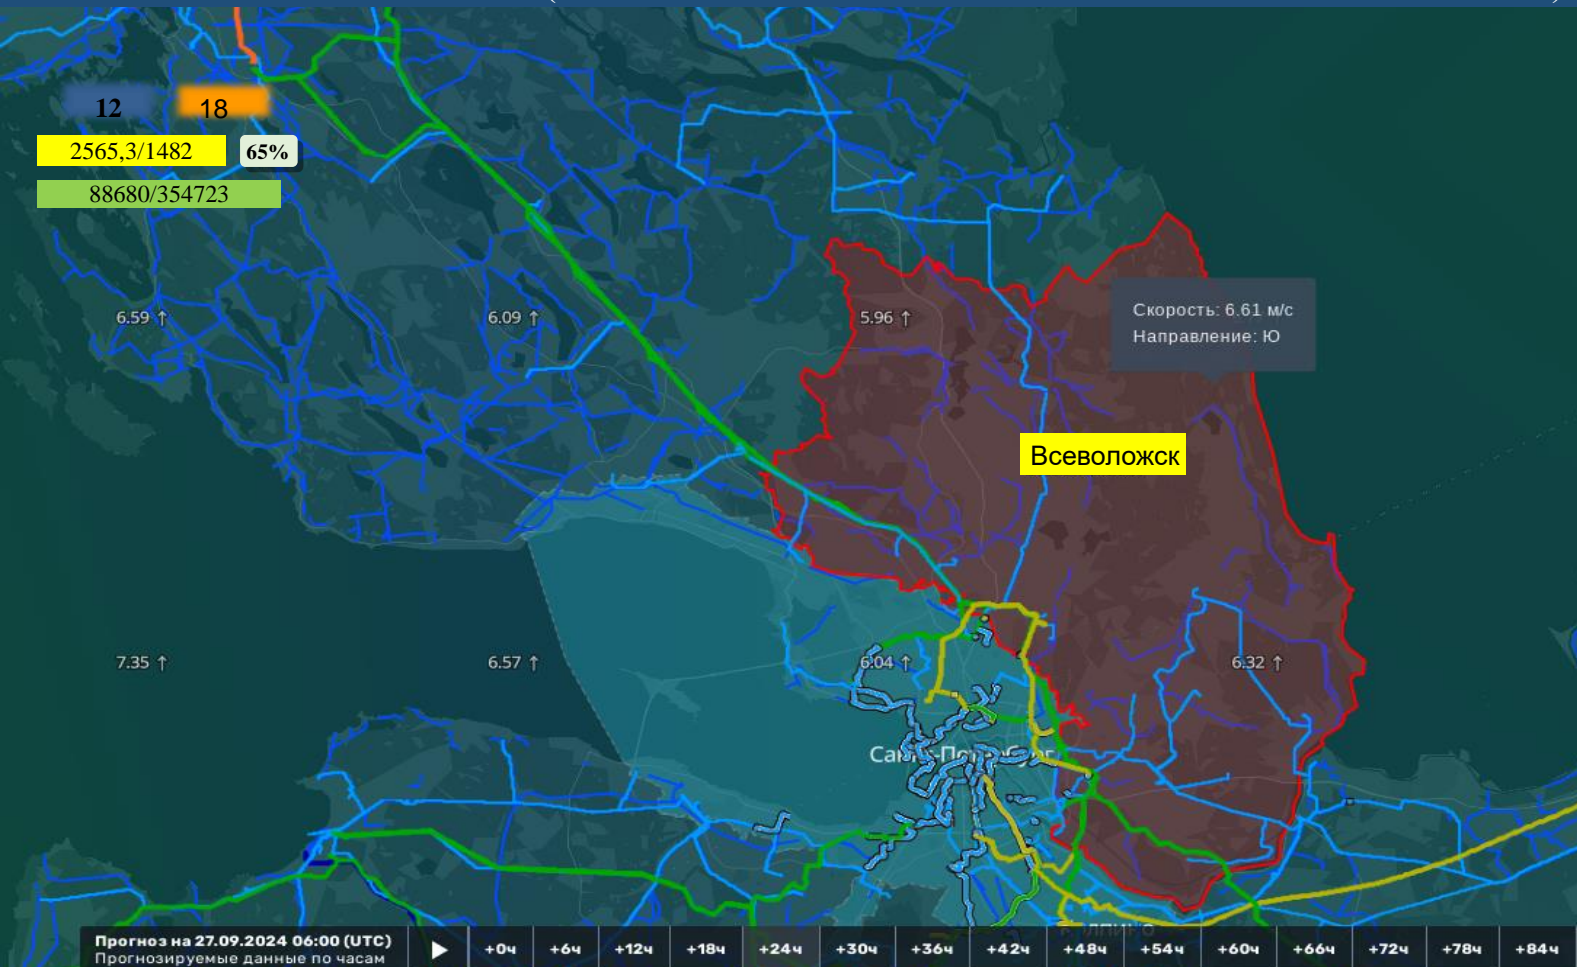 12
18
2565,3/1482
65%
88680/354723
6.59 ↑
6.09 ↑
5.96 ↑
Скорость: 6.61 м/с
Направление: Ю
Всеволожск
7.35 ↑
6.57 ↑
6.04 ↑
6.32 ↑
Санкт-Петербург
Прогноз на 27.09.2024 06:00 (UTC)
Прогнозируемые данные по часам
+0ч +6ч +12ч +18ч +24ч +30ч +36ч +42ч +48ч +54ч +60ч +66ч +72ч +78ч +84ч